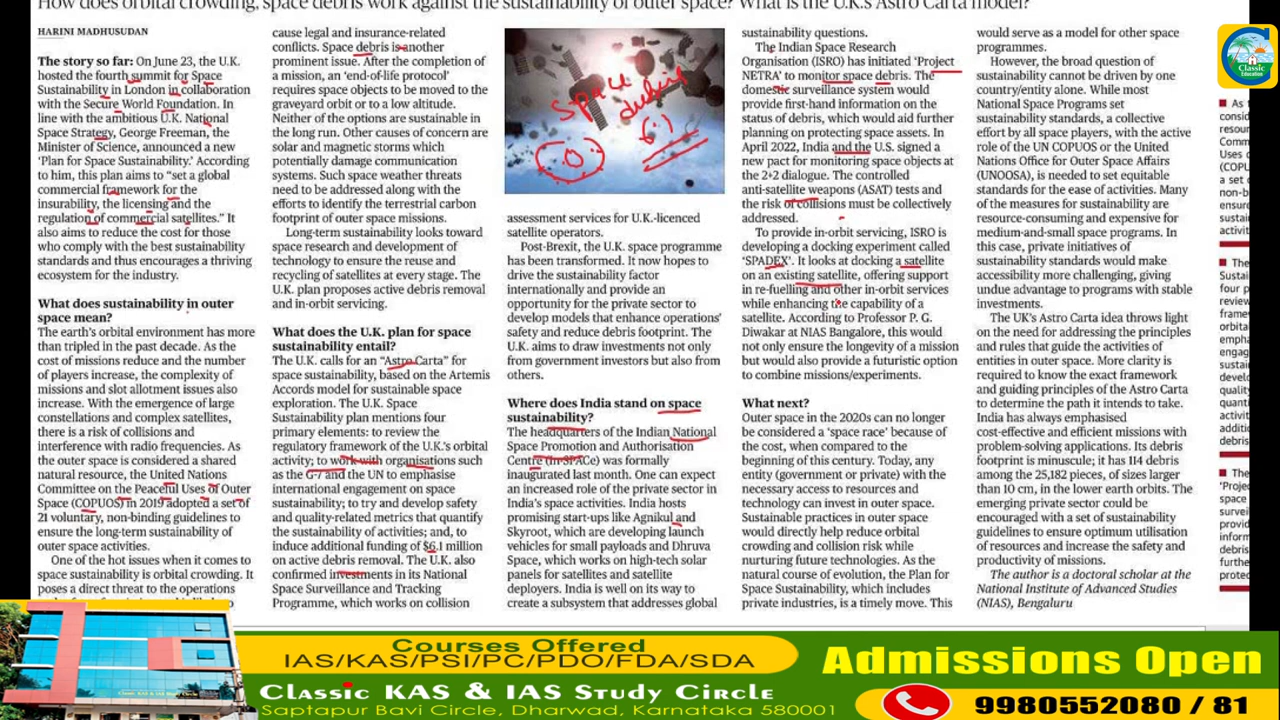 How does orbital crowding, space debris work against the sustainability of outer space? What is the U.K.'s Astro Carta model?
HARINI MADHUSUDAN
The story so far: On June 23, the U.K.
hosted the fourth summit for Space
Sustainability in London in collaboration
with the Secure World Foundation. In
line with the ambitious U.K. National
Space Strategy, George Freeman, the
Minister of Science, announced a new
'Plan for Space Sustainability.' According
to him, this plan aims to "set a global
commercial framework for the
insurability, the licensing and the
regulation of commercial satellites." It
also aims to reduce the cost for those
who comply with the best sustainability
standards and thus encourages a thriving
ecosystem for the industry.
What does sustainability in outer
space mean?
The earth's orbital environment has more
than tripled in the past decade. As the
cost of missions reduce and the number
of players increase, the complexity of
missions and slot allotment issues also
increase. With the emergence of large
constellations and complex satellites,
there is a risk of collisions and
interference with radio frequencies. As
the outer space is considered a shared
natural resource, the United Nations
Committee on the Peaceful Uses of Outer
Space (COPUOS) in 2019 adopted a set of
21 voluntary, non-binding guidelines to
ensure the long-term sustainability of
outer space activities.
One of the hot issues when it comes to
space sustainability is orbital crowding. It
poses a direct threat to the operations
cause legal and insurance-related
conflicts. Space debris is another
prominent issue. After the completion of
a mission, an 'end-of-life protocol'
requires space objects to be moved to the
graveyard orbit or to a low altitude.
Neither of the options are sustainable in
the long run. Other causes of concern are
solar and magnetic storms which
potentially damage communication
systems. Such space weather threats
need to be addressed along with the
efforts to identify the terrestrial carbon
footprint of outer space missions.
Long-term sustainability looks toward
space research and development of
technology to ensure the reuse and
recycling of satellites at every stage. The
U.K. plan proposes active debris removal
and in-orbit servicing.
What does the U.K. plan for space
sustainability entail?
The U.K. calls for an "Astro Carta" for
space sustainability, based on the Artemis
Accords model for sustainable space
exploration. The U.K. Space
Sustainability plan mentions four
primary elements: to review the
regulatory framework of the U.K.'s orbital
activity; to work with organisations such
as the G-7 and the UN to emphasise
international engagement on space
sustainability; to try and develop safety
and quality-related metrics that quantify
the sustainability of activities; and, to
induce additional funding of $6.1 million
on active debris removal. The U.K. also
confirmed investments in its National
Space Surveillance and Tracking
Programme, which works on collision
space
debris
assessment services for U.K.-licenced
satellite operators.
Post-Brexit, the U.K. space programme
has been transformed. It now hopes to
drive the sustainability factor
internationally and provide an
opportunity for the private sector to
develop models that enhance operations'
safety and reduce debris footprint. The
U.K. aims to draw investments not only
from government investors but also from
others.
Where does India stand on space
sustainability?
The headquarters of the Indian National
Space Promotion and Authorisation
Centre (In-SPACe) was formally
inaugurated last month. One can expect
an increased role of the private sector in
India's space activities. India hosts
promising start-ups like Agnikul and
Skyroot, which are developing launch
vehicles for small payloads and Dhruva
Space, which works on high-tech solar
panels for satellites and satellite
deployers. India is well on its way to
create a subsystem that addresses global
sustainability questions.
The Indian Space Research
Organisation (ISRO) has initiated 'Project
NETRA' to monitor space debris. The
domestic surveillance system would
provide first-hand information on the
status of debris, which would aid further
planning on protecting space assets. In
April 2022, India and the U.S. signed a
new pact for monitoring space objects at
the 2+2 dialogue. The controlled
anti-satellite weapons (ASAT) tests and
the risk of collisions must be collectively
addressed.
To provide in-orbit servicing, ISRO is
developing a docking experiment called
'SPADEX'. It looks at docking a satellite
on an existing satellite, offering support
in re-fuelling and other in-orbit services
while enhancing the capability of a
satellite. According to Professor P. G.
Diwakar at NIAS Bangalore, this would
not only ensure the longevity of a mission
but would also provide a futuristic option
to combine missions/experiments.
What next?
Outer space in the 2020s can no longer
be considered a 'space race' because of
the cost, when compared to the
beginning of this century. Today, any
entity (government or private) with the
necessary access to resources and
technology can invest in outer space.
Sustainable practices in outer space
would directly help reduce orbital
crowding and collision risk while
nurturing future technologies. As the
natural course of evolution, the Plan for
Space Sustainability, which includes
private industries, is a timely move. This
would serve as a model for other space
programmes.
However, the broad question of
sustainability cannot be driven by one
country/entity alone. While most
National Space Programs set
sustainability standards, a collective
effort by all space players, with the active
role of the UN COPUOS or the United
Nations Office for Outer Space Affairs
(UNOOSA), is needed to set equitable
standards for the ease of activities. Many
of the measures for sustainability are
resource-consuming and expensive for
medium-and-small space programs. In
this case, private initiatives of
sustainability standards would make
accessibility more challenging, giving
undue advantage to programs with stable
investments.
The UK's Astro Carta idea throws light
on the need for addressing the principles
and rules that guide the activities of
entities in outer space. More clarity is
required to know the exact framework
and guiding principles of the Astro Carta
to determine the path it intends to take.
India has always emphasised
cost-effective and efficient missions with
problem-solving applications. Its debris
footprint is minuscule; it has 114 debris
among the 25,182 pieces, of sizes larger
than 10 cm, in the lower earth orbits. The
emerging private sector could be
encouraged with a set of sustainability
guidelines to ensure optimum utilisation
of resources and increase the safety and
productivity of missions.
The author is a doctoral scholar at the
National Institute of Advanced Studies
(NIAS), Bengaluru
Classic
Education
Courses Offered
IAS/KAS/PSI/PC/PDO/FDA/SDA
Classic KAS & IAS Study Circle
Saptapur Bavi Circle, Dharwad, Karnataka 580001
Admissions Open
9980552080 / 81